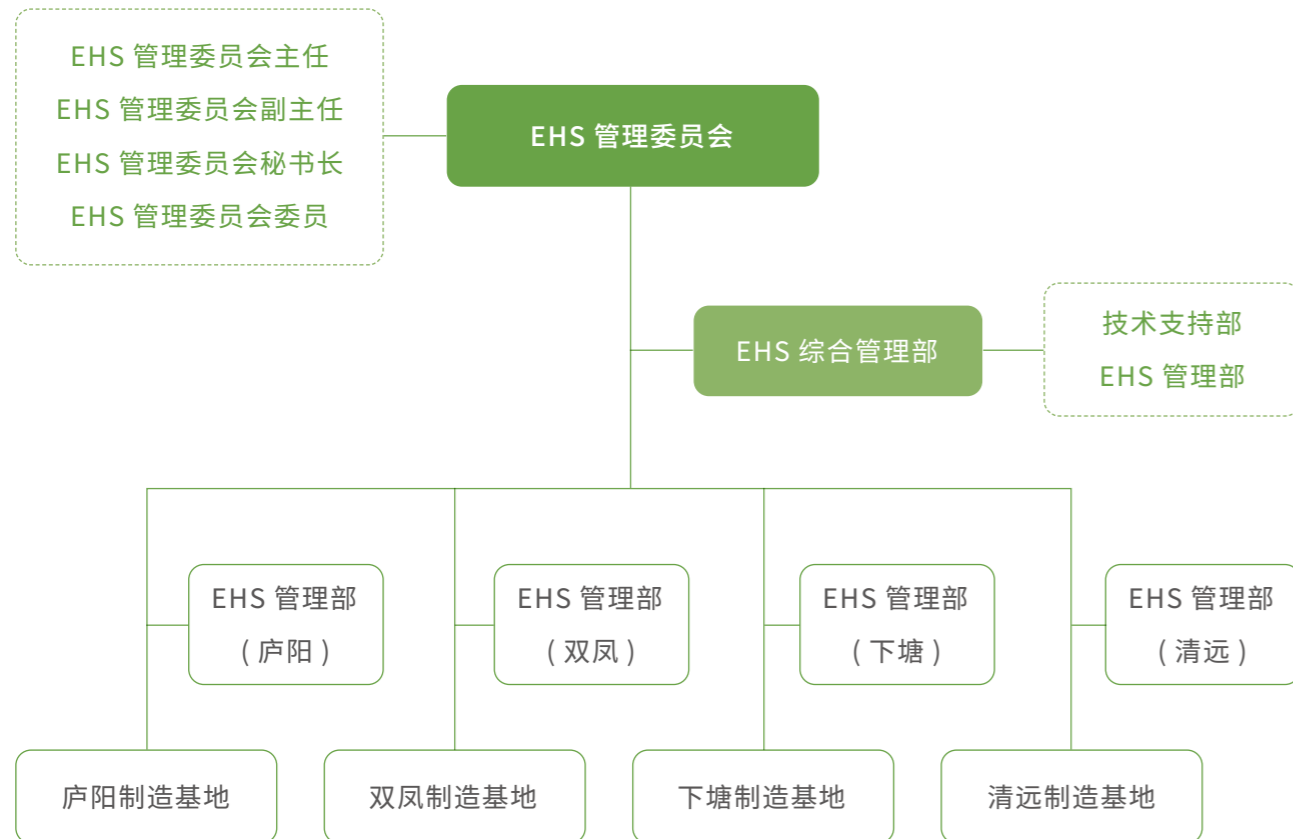 EHS 管理委员会主任
EHS 管理委员会副主任
EHS 管理委员会秘书长
EHS 管理委员会委员
EHS 管理委员会
EHS 综合管理部
技术支持部
EHS 管理部
EHS 管理部
( 庐阳 )
EHS 管理部
( 双凤 )
EHS 管理部
( 下塘 )
EHS 管理部
( 清远 )
庐阳制造基地
双凤制造基地
下塘制造基地
清远制造基地